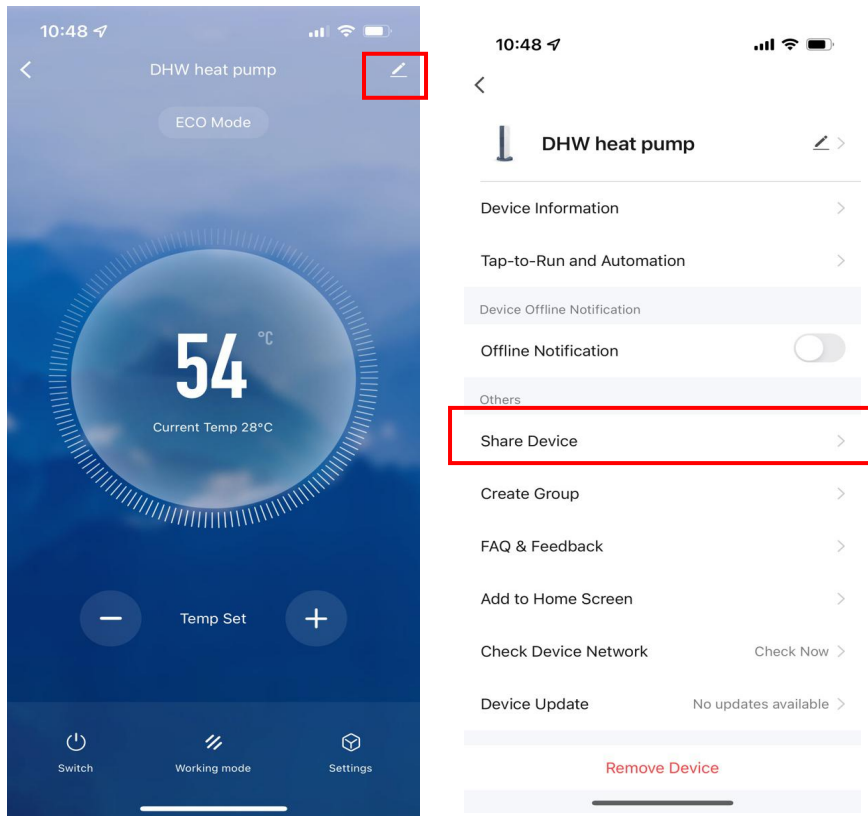 10:48
DHW heat pump
ECO Mode
54 °C
Current Temp 28°C
Temp Set
Switch
Working mode
Settings
10:48
DHW heat pump
Device Information
Tap-to-Run and Automation
Device Offline Notification
Offline Notification
Others
Share Device
Create Group
FAQ & Feedback
Add to Home Screen
Check Device Network Check Now
Device Update No updates available
Remove Device